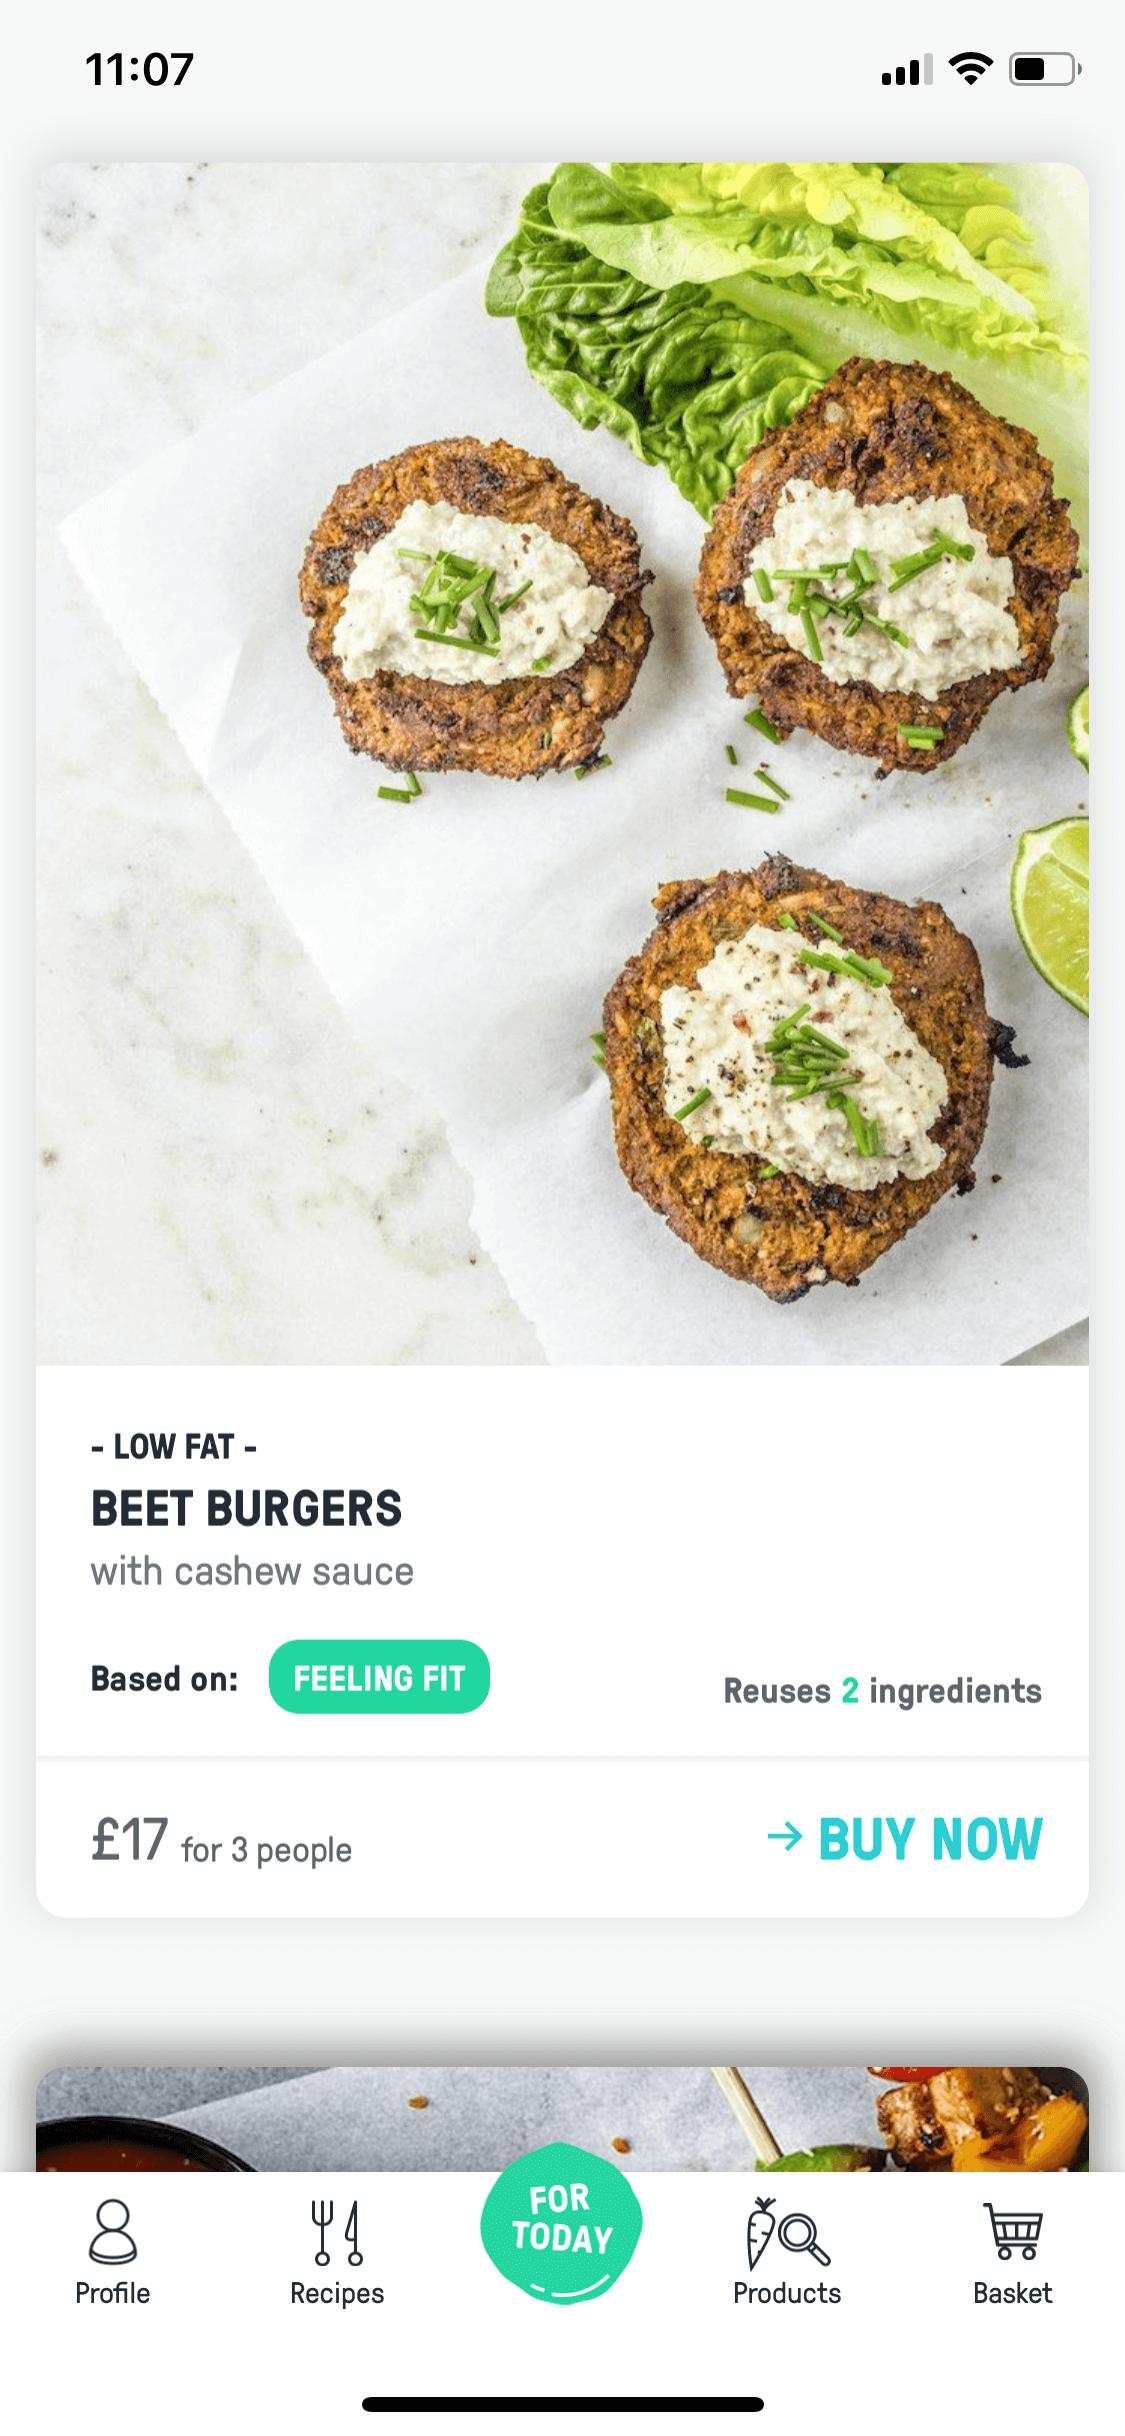 11:07
- LOW FAT -
BEET BURGERS
with cashew sauce
Based on: FEELING FIT
Reuses 2 ingredients
£17 for 3 people
→ BUY NOW
Profile
Recipes
FOR
TODAY
Products
Basket